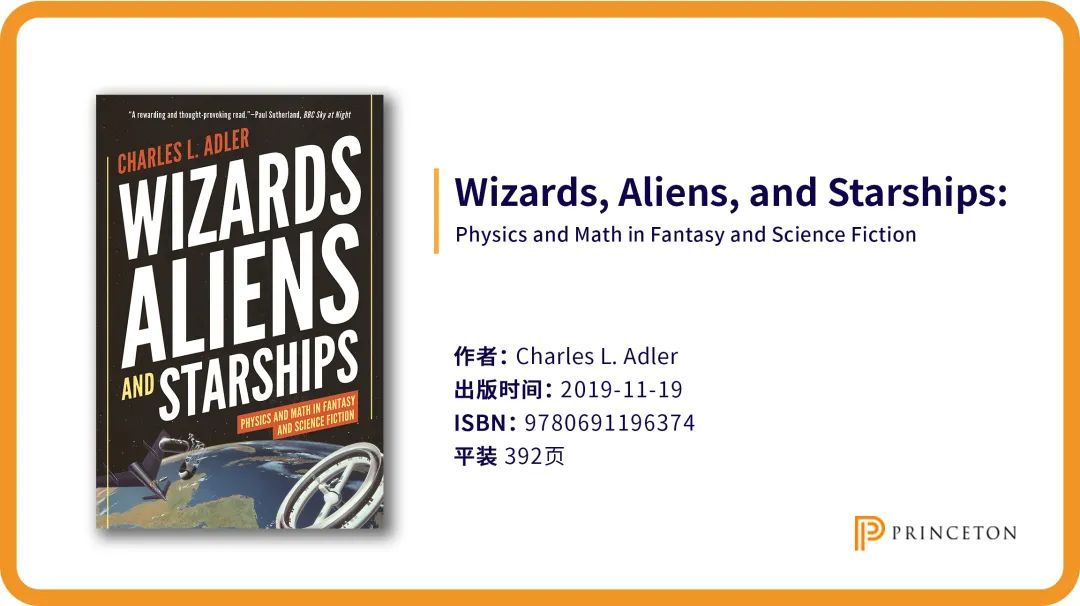 "A rewarding and thought-provoking read."—Paul Sutherland, BBC Sky at Night
CHARLES L. ADLER
WIZARDS
ALIENS
AND STARSHIPS
PHYSICS AND MATH IN FANTASY
AND SCIENCE FICTION
Wizards, Aliens, and Starships:
Physics and Math in Fantasy and Science Fiction
作者：Charles L. Adler
出版时间：2019-11-19
ISBN：9780691196374
平装 392页
PRINCETON